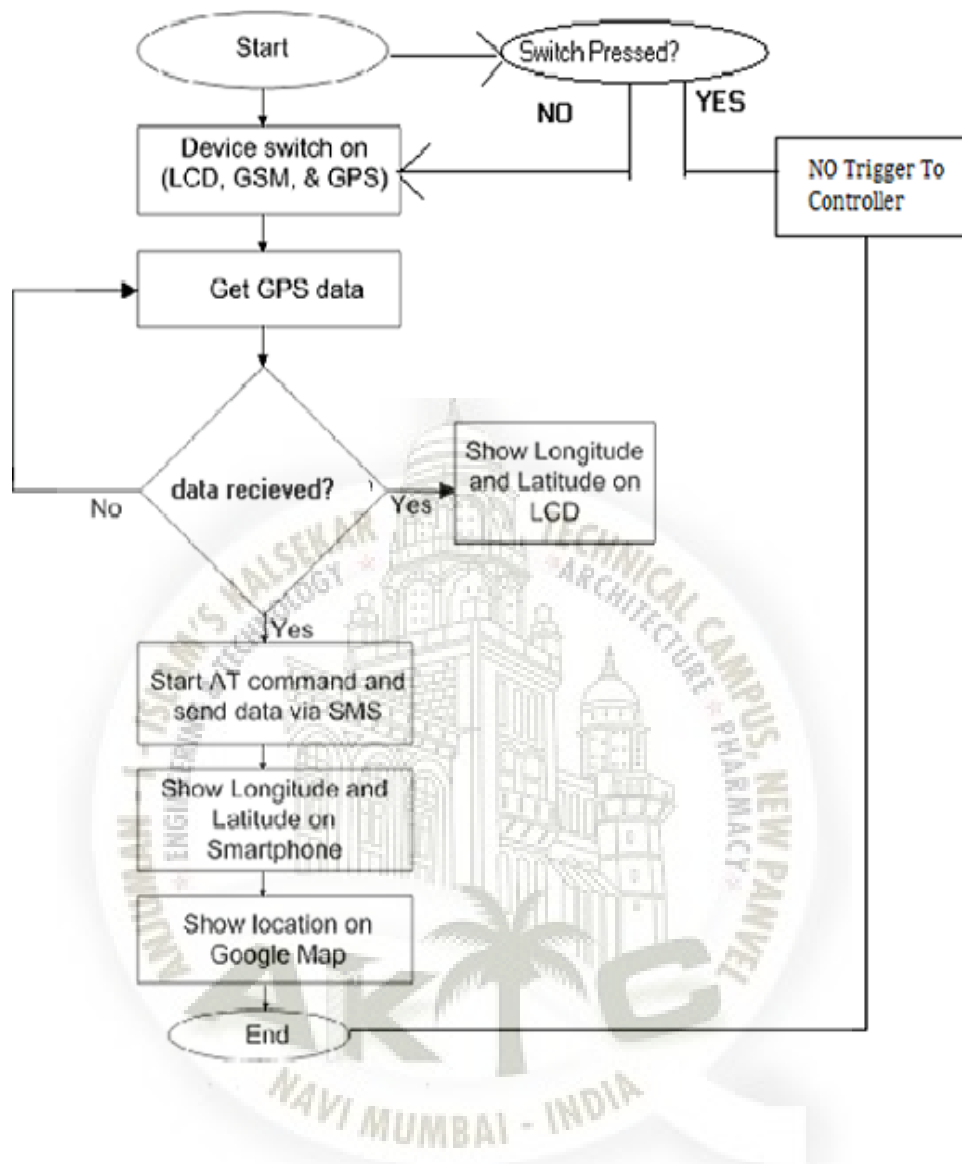 Start
Switch Pressed?
NO
YES
Device switch on
(LCD, GSM, & GPS)
NO Trigger To
Controller
Get GPS data
data recieved?
No
Yes
Show Longitude
and Latitude on
LCD
Yes
Start AT command and
send data via SMS
Show Longitude and
Latitude on
Smartphone
Show location on
Google Map
End
ANJUMAN - I - ISLAM'S KALSEKAR TECHNICAL CAMPUS, NEW PANVEL
ENGINEERING & TECHNOLOGY * ARCHITECTURE * PHARMACY
AKTC
NAVI MUMBAI - INDIA